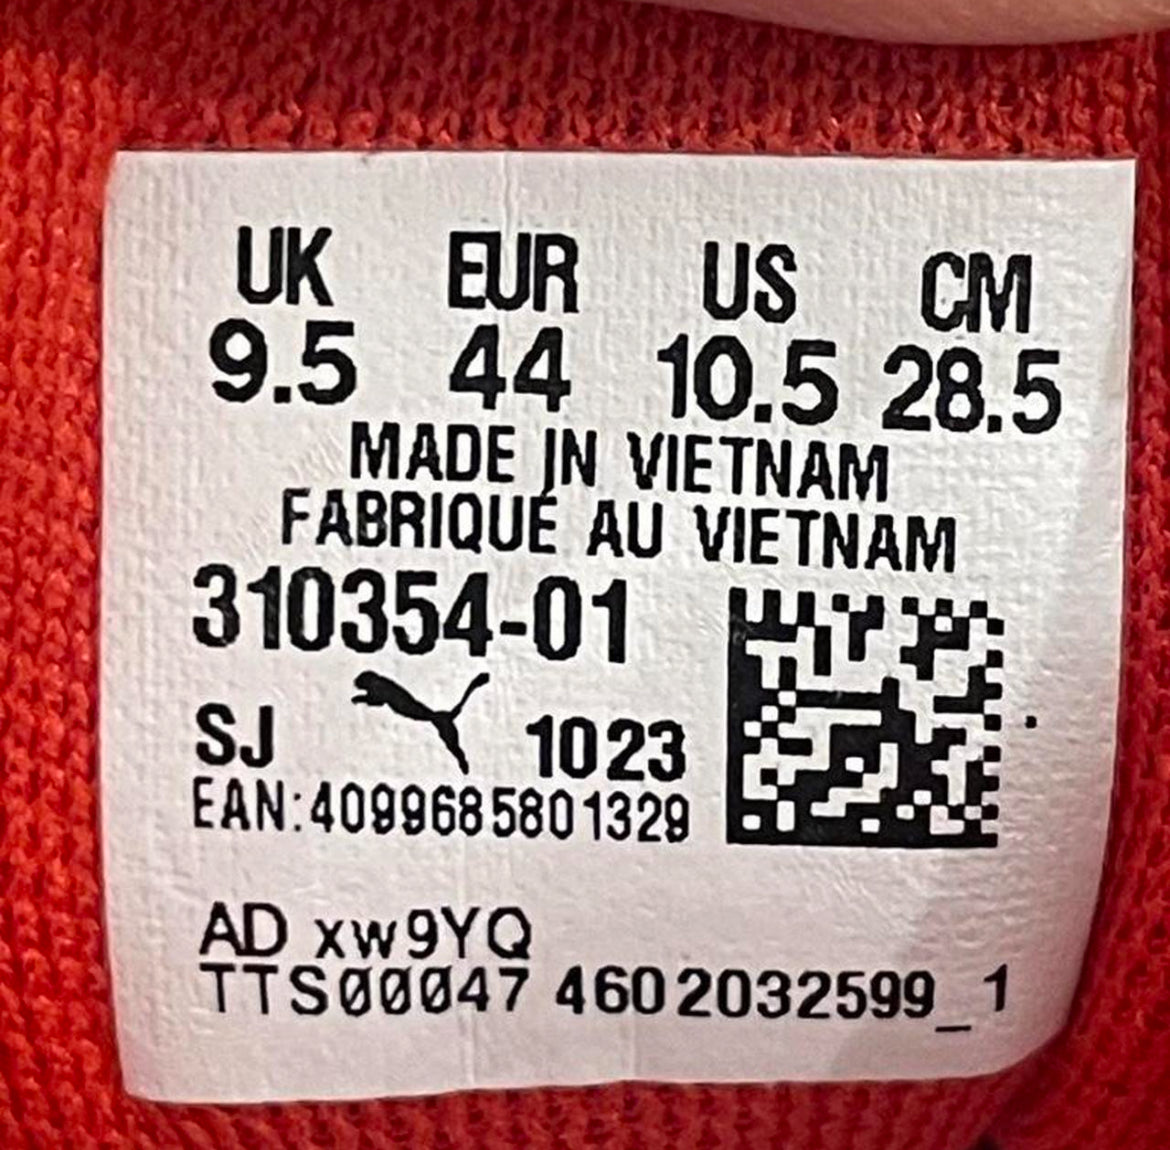 UK EUR US CM
9.5 44 10.5 28.5
MADE IN VIETNAM
FABRIQUÉ AU VIETNAM
310354-01
SJ 1023
EAN:4099685801329
AD xw9YQ
TTS00047 4602032599_1